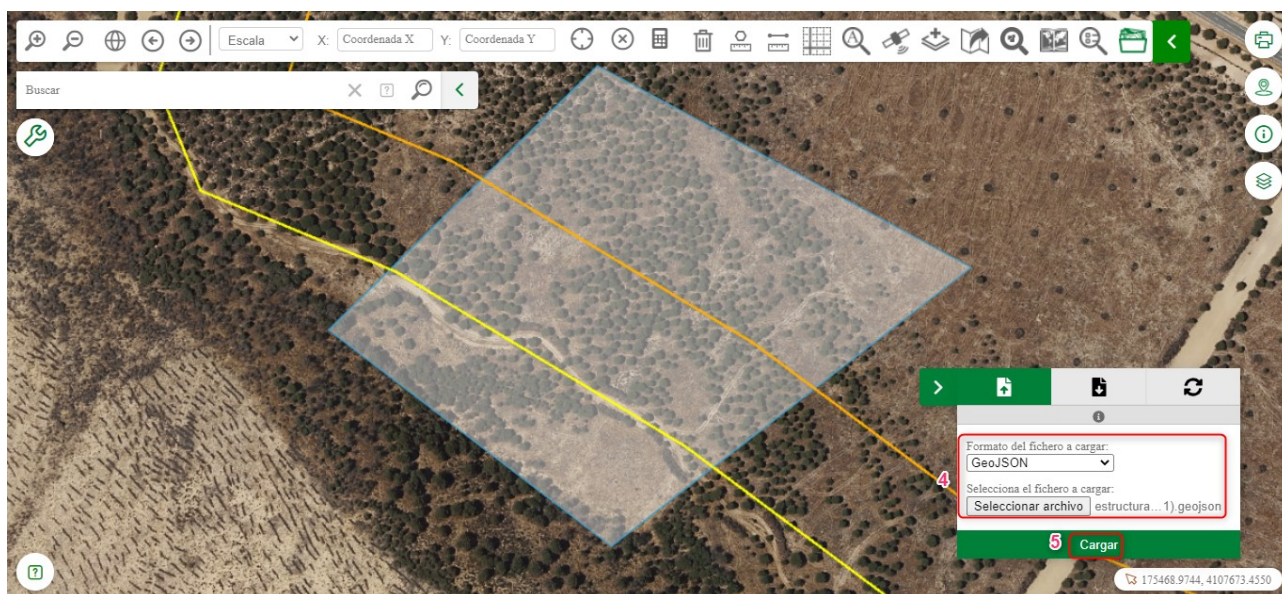 Escala X: Coordenada X Y: Coordenada Y
Buscar
Formato del fichero a cargar:
GeoJSON
4
Selecciona el fichero a cargar:
Seleccionar archivo estructura...1).geojson
5 Cargar
175468.9744, 4107673.4550